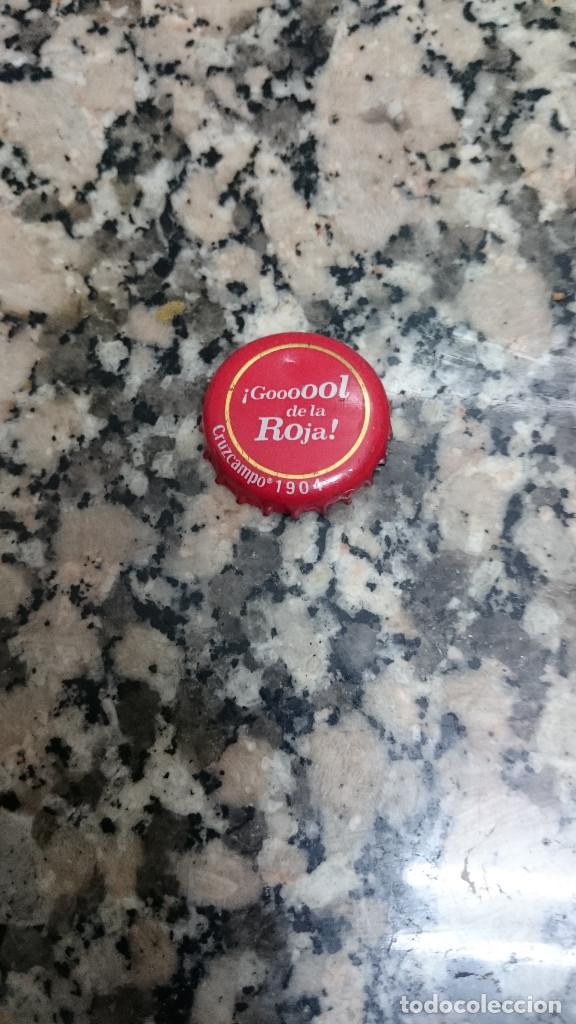 ¡Goooool
de la
Roja!
Cruzcampo® 1904
todocoleccion